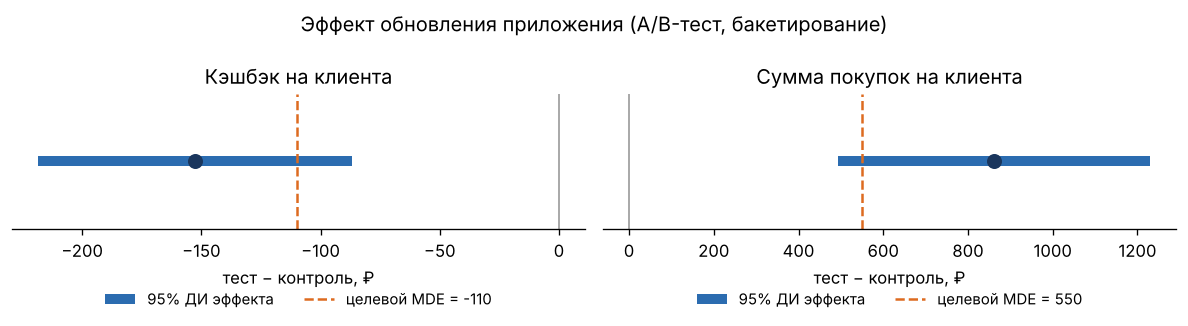 Эффект обновления приложения (A/B-тест, бакетирование)
Кэшбэк на клиента
−200 −150 −100 −50 0
тест − контроль, ₽
95% ДИ эффекта
целевой MDE = -110
Сумма покупок на клиента
0 200 400 600 800 1000 1200
тест − контроль, ₽
95% ДИ эффекта
целевой MDE = 550